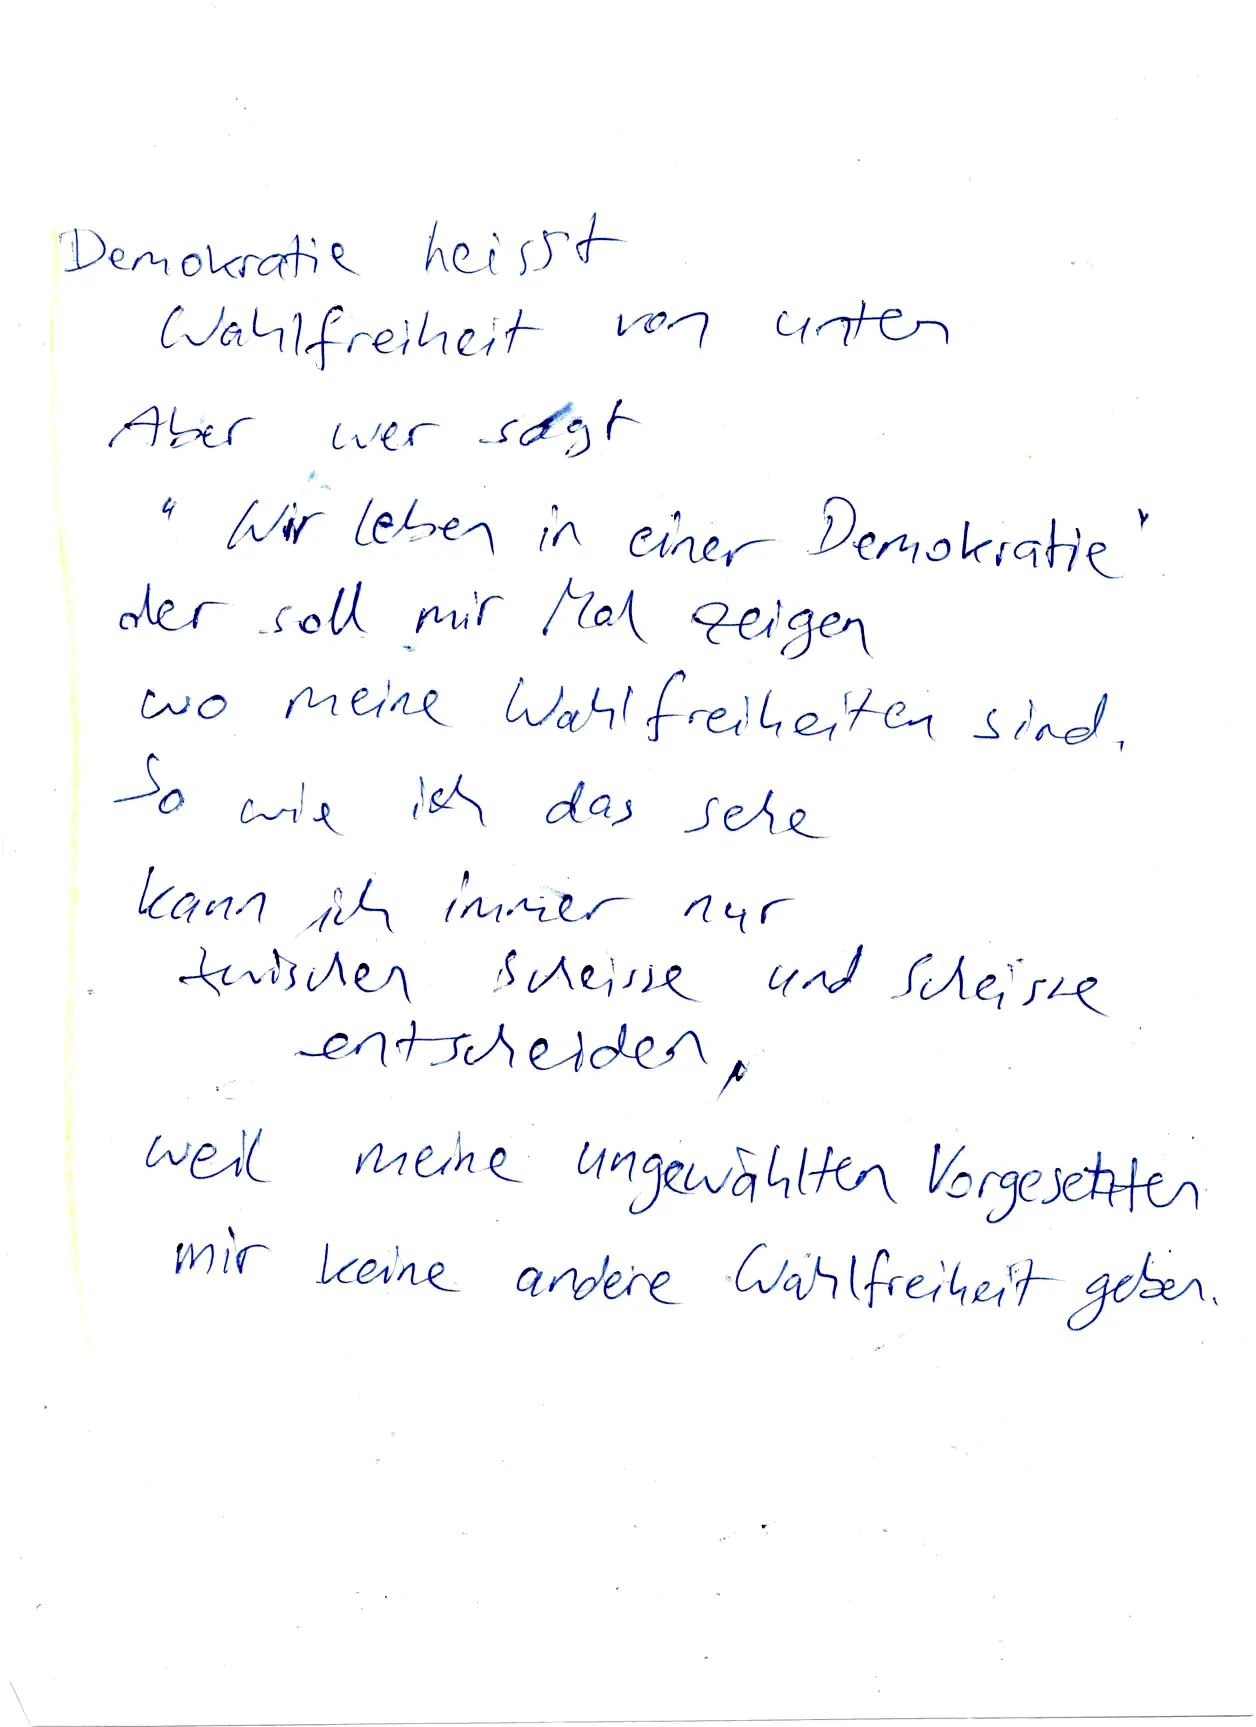 Demokratie heisst
Wahlfreiheit von unten
Aber wer sagt
"Wir leben in einer Demokratie"
der soll mir Mal zeigen
wo meine Wahlfreiheiten sind.
So wie ich das sehe
kann ich immer nur
zwischen Scheisse und Scheisse
entscheiden,
weil meine ungewählten Vorgesetzten
mir keine andere Wahlfreiheit geben.